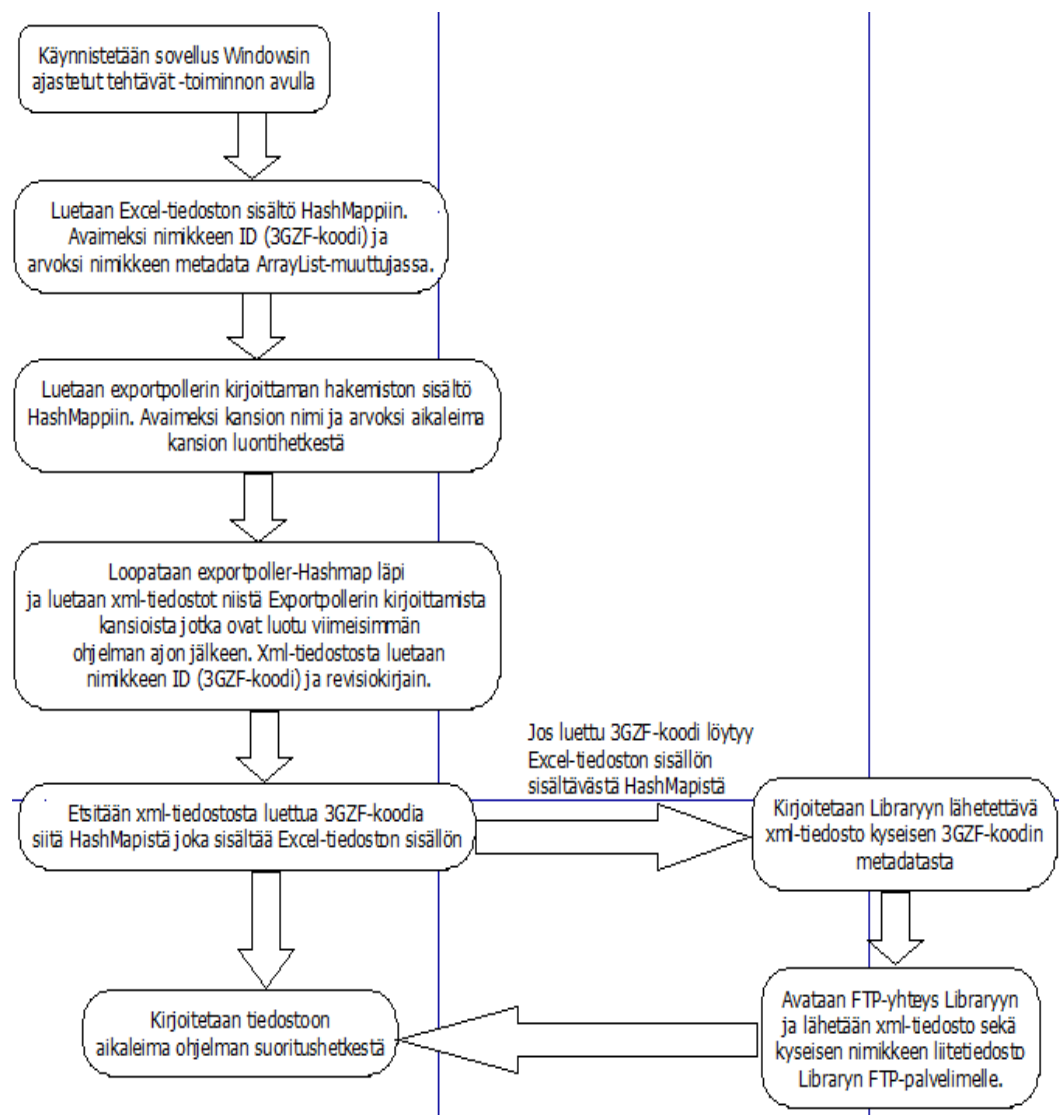 Käynnistetään sovellus Windowsin
ajastetut tehtävät -toiminnon avulla
Luetaan Excel-tiedoston sisältö HashMappiin.
Avaimeksi nimikkeen ID (3GZF-koodi) ja
arvoksi nimikkeen metadata ArrayList-muuttujassa.
Luetaan exportpollerin kirjoittaman hakemiston sisältö
HashMappiin. Avaimeksi kansion nimi ja arvoksi aikaleima
kansion luontihetkestä
Loopataan exportpoller-Hashmap läpi
ja luetaan xml-tiedostot niistä Exportpollerin kirjoittamista
kansioista jotka ovat luotu viimeisimmän
ohjelman ajon jälkeen. Xml-tiedostosta luetaan
nimikkeen ID (3GZF-koodi) ja revisiokirjain.
Jos luettu 3GZF-koodi löytyy
Excel-tiedoston sisällön
sisältävästä HashMapistä
Etsitään xml-tiedostosta luettua 3GZF-koodia
siitä HashMapistä joka sisältää Excel-tiedoston sisällön
Kirjoitetaan Libraryyn lähetettävä
xml-tiedosto kyseisen 3GZF-koodin
metadatasta
Kirjoitetaan tiedostoon
aikaleima ohjelman suoritushetkestä
Avataan FTP-yhteys Libraryyn
ja lähetään xml-tiedosto sekä
kyseisen nimikkeen liitetiedosto
Libraryn FTP-palvelimelle.